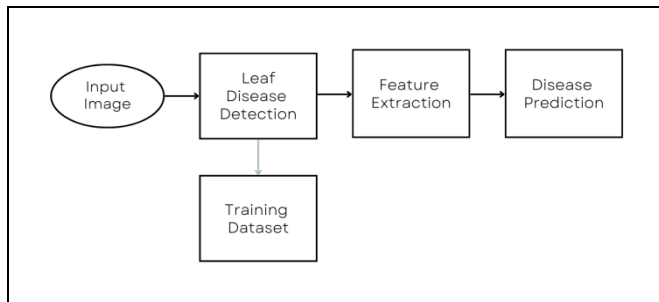 Input
Image
Leaf
Disease
Detection
Feature
Extraction
Disease
Prediction
Training
Dataset